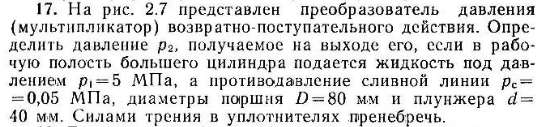 17. На рис. 2.7 представлен преобразователь давления
(мультипликатор) возвратно-поступательного действия. Опре-
делить давление p₂, получаемое на выходе его, если в рабо-
чую полость большего цилиндра подается жидкость под дав-
лением p₁=5 МПа, а противодавление сливной линии pс=
=0,05 МПа, диаметры поршня D=80 мм и плунжера d=
40 мм. Силами трения в уплотнителях пренебречь.